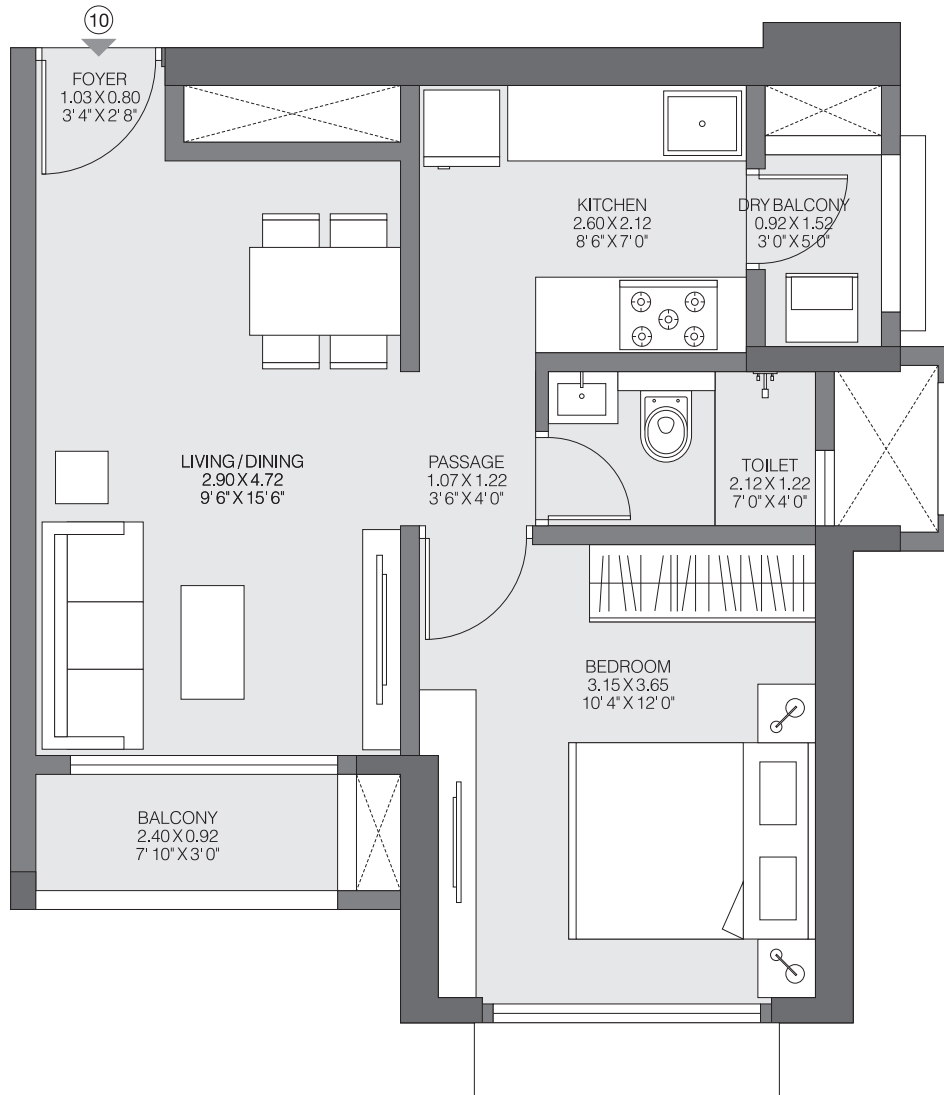 10
FOYER
1.03 X 0.80
3' 4" X 2' 8"
KITCHEN
2.60 X 2.12
8' 6" X 7' 0"
DRY BALCONY
0.92 X 1.52
3' 0" X 5' 0"
LIVING / DINING
2.90 X 4.72
9' 6" X 15' 6"
PASSAGE
1.07 X 1.22
3' 6" X 4' 0"
TOILET
2.12 X 1.22
7' 0" X 4' 0"
BEDROOM
3.15 X 3.65
10' 4" X 12' 0"
BALCONY
2.40 X 0.92
7' 10" X 3' 0"